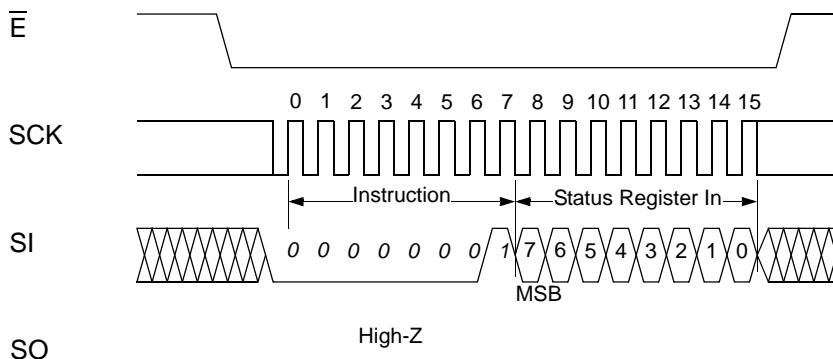 E
0 1 2 3 4 5 6 7 8 9 10 11 12 13 14 15
SCK
Instruction Status Register In
SI 0 0 0 0 0 0 0 1 7 6 5 4 3 2 1 0
MSB
High-Z
SO